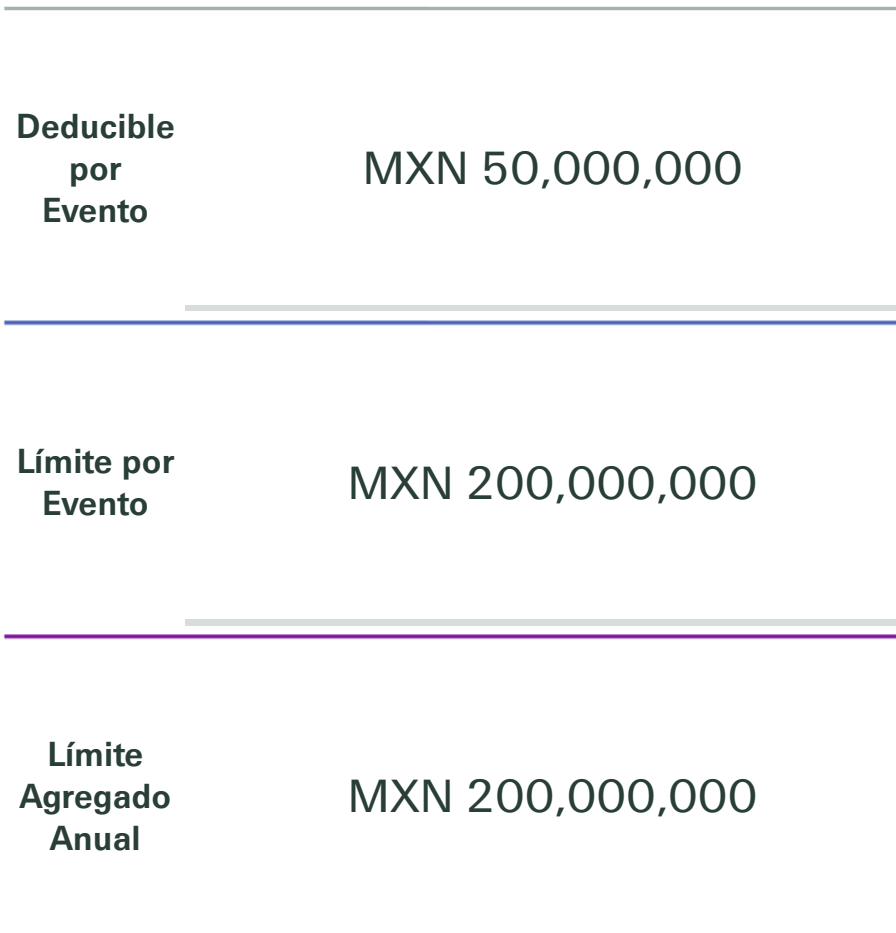 Deducible
por
Evento
MXN 50,000,000
Límite por
Evento
MXN 200,000,000
Límite
Agregado
Anual
MXN 200,000,000